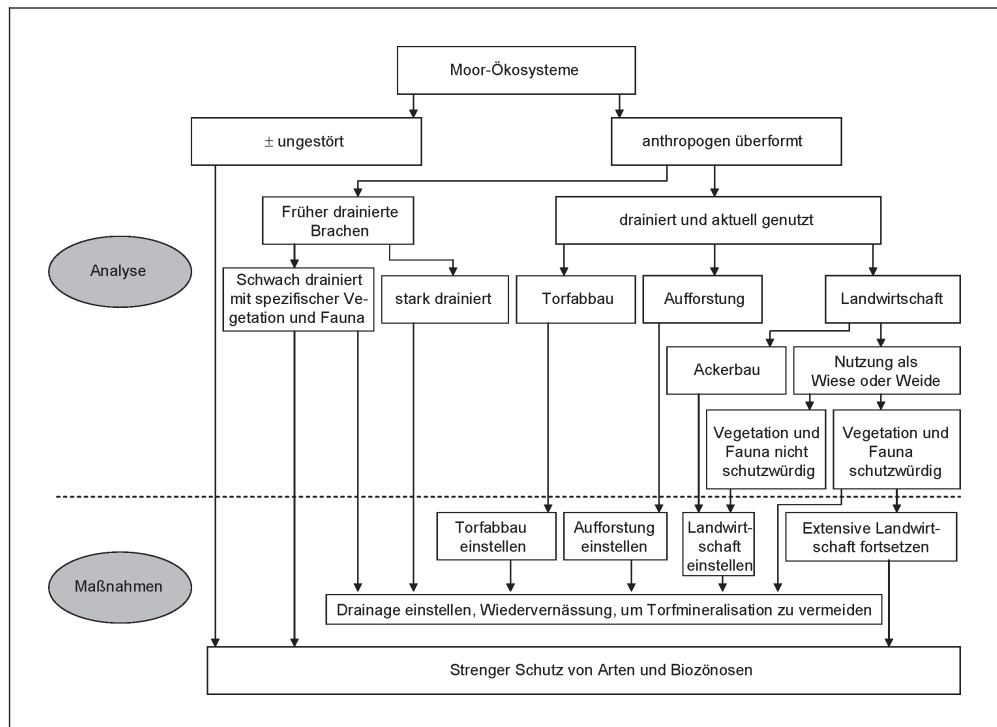 Moor-Ökosysteme
± ungestört
anthropogen überformt
Früher drainierte
Brachen
drainiert und aktuell genutzt
Analyse
Schwach drainiert
mit spezifischer Ve-
getation und Fauna
stark drainiert
Torfabbau
Aufforstung
Landwirtschaft
Ackerbau
Nutzung als
Wiese oder Weide
Vegetation und
Fauna nicht
schutzwürdig
Vegetation und
Fauna
schutzwürdig
Maßnahmen
Torfabbau
einstellen
Aufforstung
einstellen
Landwirt-
schaft
einstellen
Extensive Landwirt-
schaft fortsetzen
Drainage einstellen, Wiedervernässung, um Torfmineralisation zu vermeiden
Strenger Schutz von Arten und Biozönosen